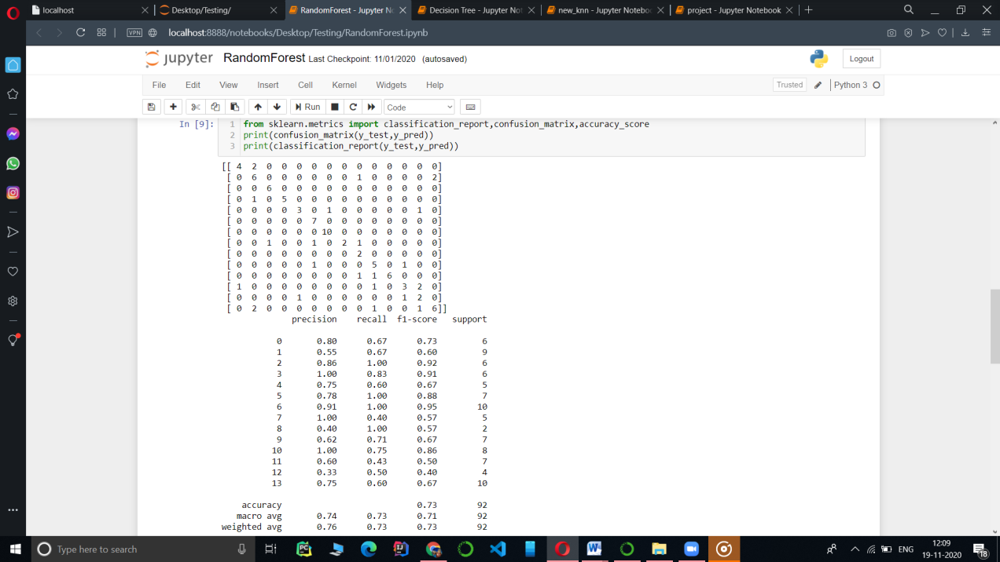 localhost
Desktop/Testing/
RandomForest - Jupyter No
Decision Tree - Jupyter Not
new_knn - Jupyter Noteboo
project - Jupyter Notebook
VPN
localhost:8888/notebooks/Desktop/Testing/RandomForest.ipynb
jupyter RandomForest Last Checkpoint: 11/01/2020 (autosaved)
Logout
File Edit View Insert Cell Kernel Widgets Help
Trusted
Python 3
Run
Code
In [9]:
1 from sklearn.metrics import classification_report,confusion_matrix,accuracy_score
2 print(confusion_matrix(y_test,y_pred))
3 print(classification_report(y_test,y_pred))
[[ 4 2 0 0 0 0 0 0 0 0 0 0 0 0]
[ 0 6 0 0 0 0 0 0 1 0 0 0 0 2]
[ 0 0 6 0 0 0 0 0 0 0 0 0 0 0]
[ 0 1 0 5 0 0 0 0 0 0 0 0 0 0]
[ 0 0 0 0 3 0 1 0 0 0 0 0 1 0]
[ 0 0 0 0 0 7 0 0 0 0 0 0 0 0]
[ 0 0 0 0 0 0 10 0 0 0 0 0 0 0]
[ 0 0 1 0 0 1 0 2 1 0 0 0 0 0]
[ 0 0 0 0 0 0 0 0 2 0 0 0 0 0]
[ 0 0 0 0 0 1 0 0 0 5 0 1 0 0]
[ 0 0 0 0 0 0 0 0 1 1 6 0 0 0]
[ 1 0 0 0 0 0 0 0 0 1 0 3 2 0]
[ 0 0 0 0 1 0 0 0 0 0 0 1 2 0]
[ 0 2 0 0 0 0 0 0 0 1 0 0 1 6]]
precision recall f1-score support
0 0.80 0.67 0.73 6
1 0.55 0.67 0.60 9
2 0.86 1.00 0.92 6
3 1.00 0.83 0.91 6
4 0.75 0.60 0.67 5
5 0.78 1.00 0.88 7
6 0.91 1.00 0.95 10
7 1.00 0.40 0.57 5
8 0.40 1.00 0.57 2
9 0.62 0.71 0.67 7
10 1.00 0.75 0.86 8
11 0.60 0.43 0.50 7
12 0.33 0.50 0.40 4
13 0.75 0.60 0.67 10
accuracy 0.73 92
macro avg 0.74 0.73 0.71 92
weighted avg 0.76 0.73 0.73 92
Type here to search
PC
IJ
W
ENG
12:09
19-11-2020
18